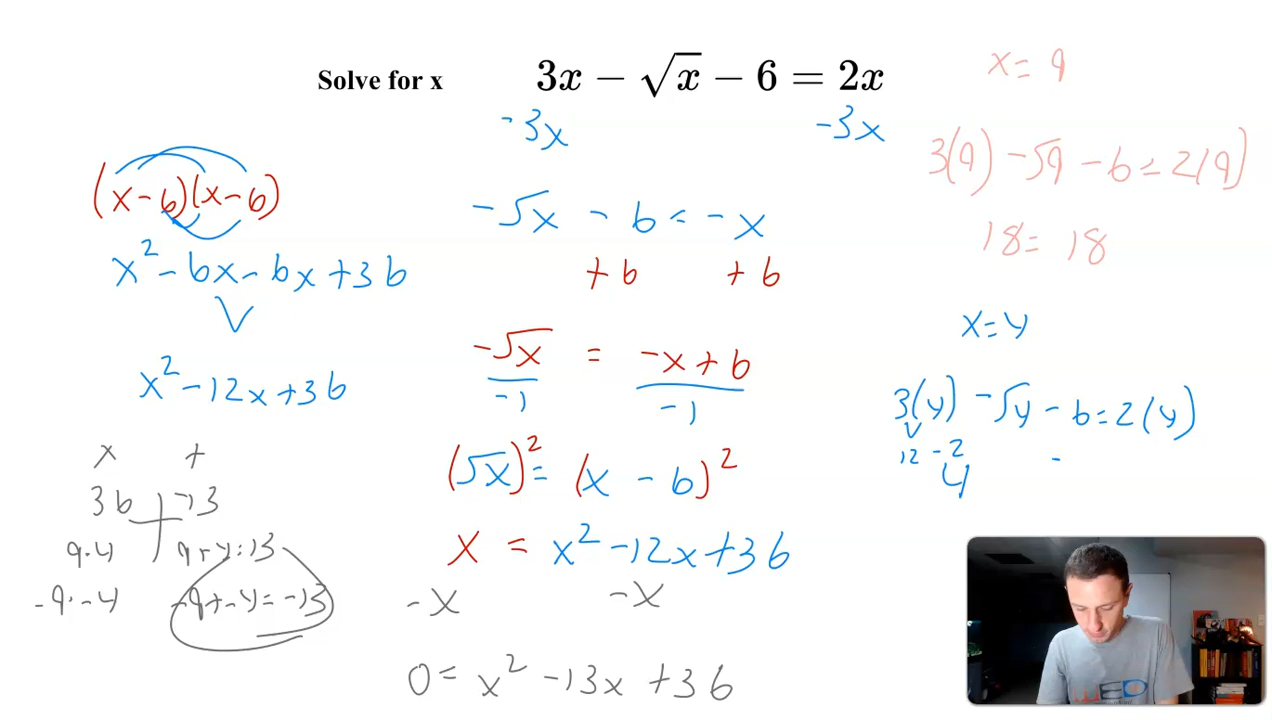 Solve for x 3x − √x − 6 = 2x
-3x -3x
(x-6)(x-6)
x² - 6x - 6x + 36
x² - 12x + 36
x +
36 -13
9·4 9+4=13
-9·-4 -9+-4=-13
-√x - 6 = -x
+6 +6
-√x = -x+6
-1 -1
(√x)² = (x - 6)²
x = x² - 12x + 36
-x -x
0 = x² - 13x + 36
x = 9
3(9) - √9 - 6 = 2(9)
18 = 18
x = 4
3(4) - √4 - 6 = 2(4)
12 - 2
4 -